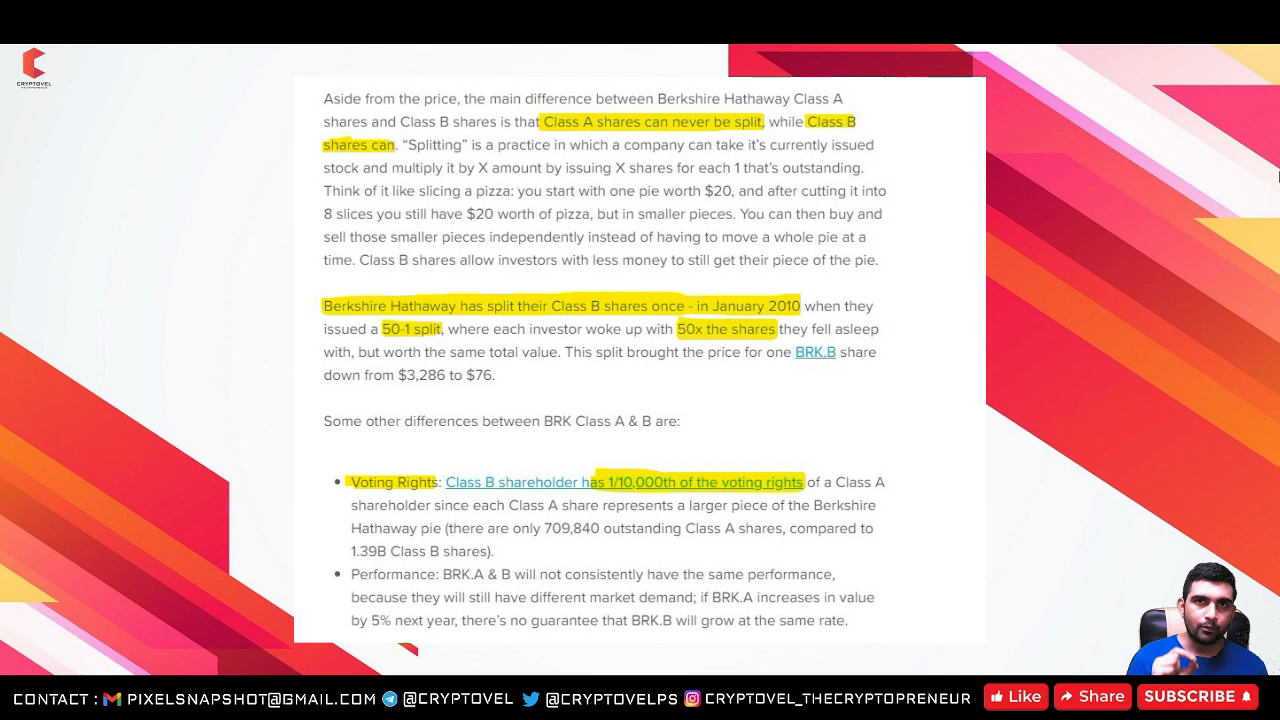 CRYPTOVEL
Aside from the price, the main difference between Berkshire Hathaway Class A
shares and Class B shares is that Class A shares can never be split, while Class B
shares can. “Splitting” is a practice in which a company can take it’s currently issued
stock and multiply it by X amount by issuing X shares for each 1 that’s outstanding.
Think of it like slicing a pizza: you start with one pie worth $20, and after cutting it into
8 slices you still have $20 worth of pizza, but in smaller pieces. You can then buy and
sell those smaller pieces independently instead of having to move a whole pie at a
time. Class B shares allow investors with less money to still get their piece of the pie.
Berkshire Hathaway has split their Class B shares once - in January 2010 when they
issued a 50-1 split, where each investor woke up with 50x the shares they fell asleep
with, but worth the same total value. This split brought the price for one BRK.B share
down from $3,286 to $76.
Some other differences between BRK Class A & B are:
• Voting Rights: Class B shareholder has 1/10,000th of the voting rights of a Class A
shareholder since each Class A share represents a larger piece of the Berkshire
Hathaway pie (there are only 709,840 outstanding Class A shares, compared to
1.39B Class B shares).
• Performance: BRK.A & B will not consistently have the same performance,
because they will still have different market demand; if BRK.A increases in value
by 5% next year, there’s no guarantee that BRK.B will grow at the same rate.
CONTACT : PIXELSNAPSHOT@GMAIL.COM @CRYPTOVEL @CRYPTOVELPS CRYPTOVEL_THECRYPTOPRENEUR Like Share SUBSCRIBE